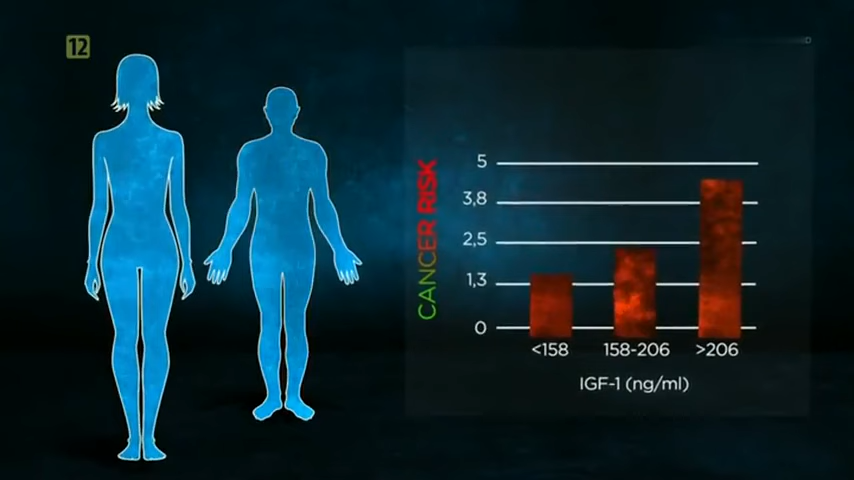 12
CANCER RISK
5
3,8
2,5
1,3
0
<158 158-206 >206
IGF-1 (ng/ml)